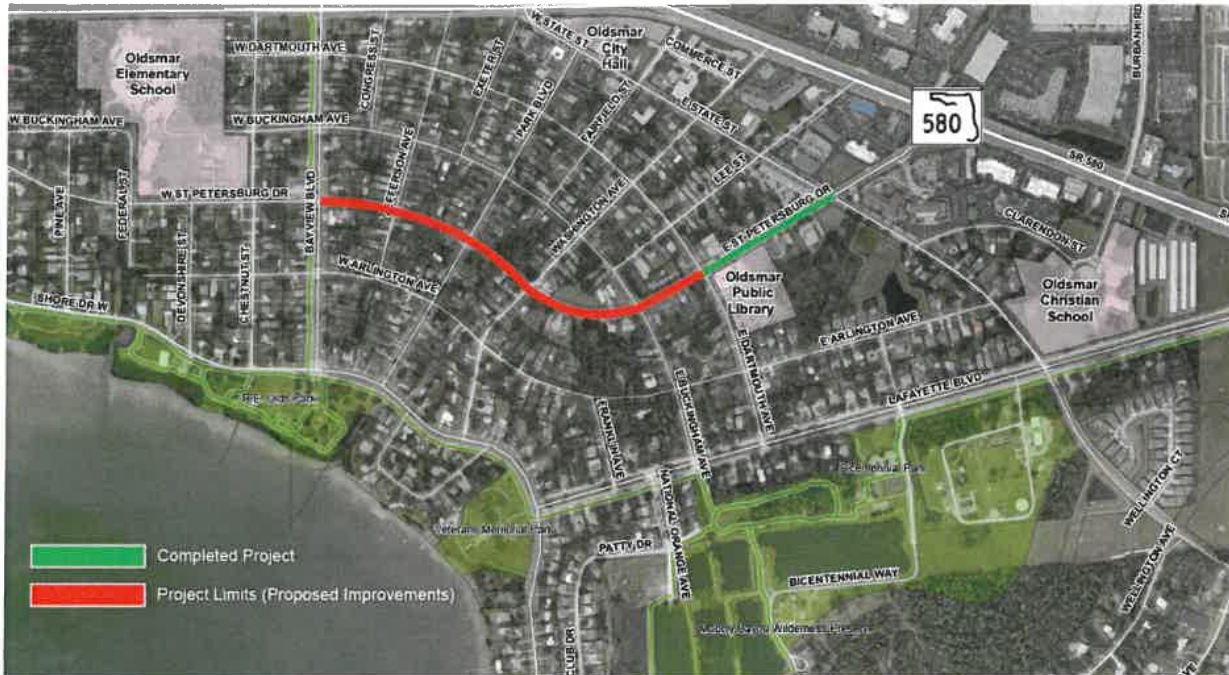 W DARTMOUTH AVE
Oldsmar
Elementary
School
W BUCKINGHAM AVE
W BUCKINGHAM AVE
CONGRESS ST
EXETER ST
W STATE ST
Oldsmar
City
Hall
COMMERCE ST
PARK BLVD
FAIRFIELD ST
E STATE ST
BURBANK RD
580
SR 580
PINE AVE
FEDERAL ST
W ST PETERSBURG DR
BAYVIEW BLVD
JEFFERSON AVE
WASHINGTON AVE
LEE ST
E ST PETERSBURG DR
CLARENDON ST
DEVONSHIRE ST
CHESTNUT ST
W ARLINGTON AVE
Oldsmar
Public
Library
Oldsmar
Christian
School
SHORE DR W
E ARLINGTON AVE
E DARTMOUTH AVE
LAFAYETTE BLVD
FRANKLIN AVE
E BUCKINGHAM AVE
Bicentennial Park
Veterans Memorial Park
NATIONAL ORANGE AVE
WELLINGTON CT
PATTY DR
BICENTENNIAL WAY
WELLINGTON AVE
CLUB DR
Wilderness
Completed Project
Project Limits (Proposed Improvements)